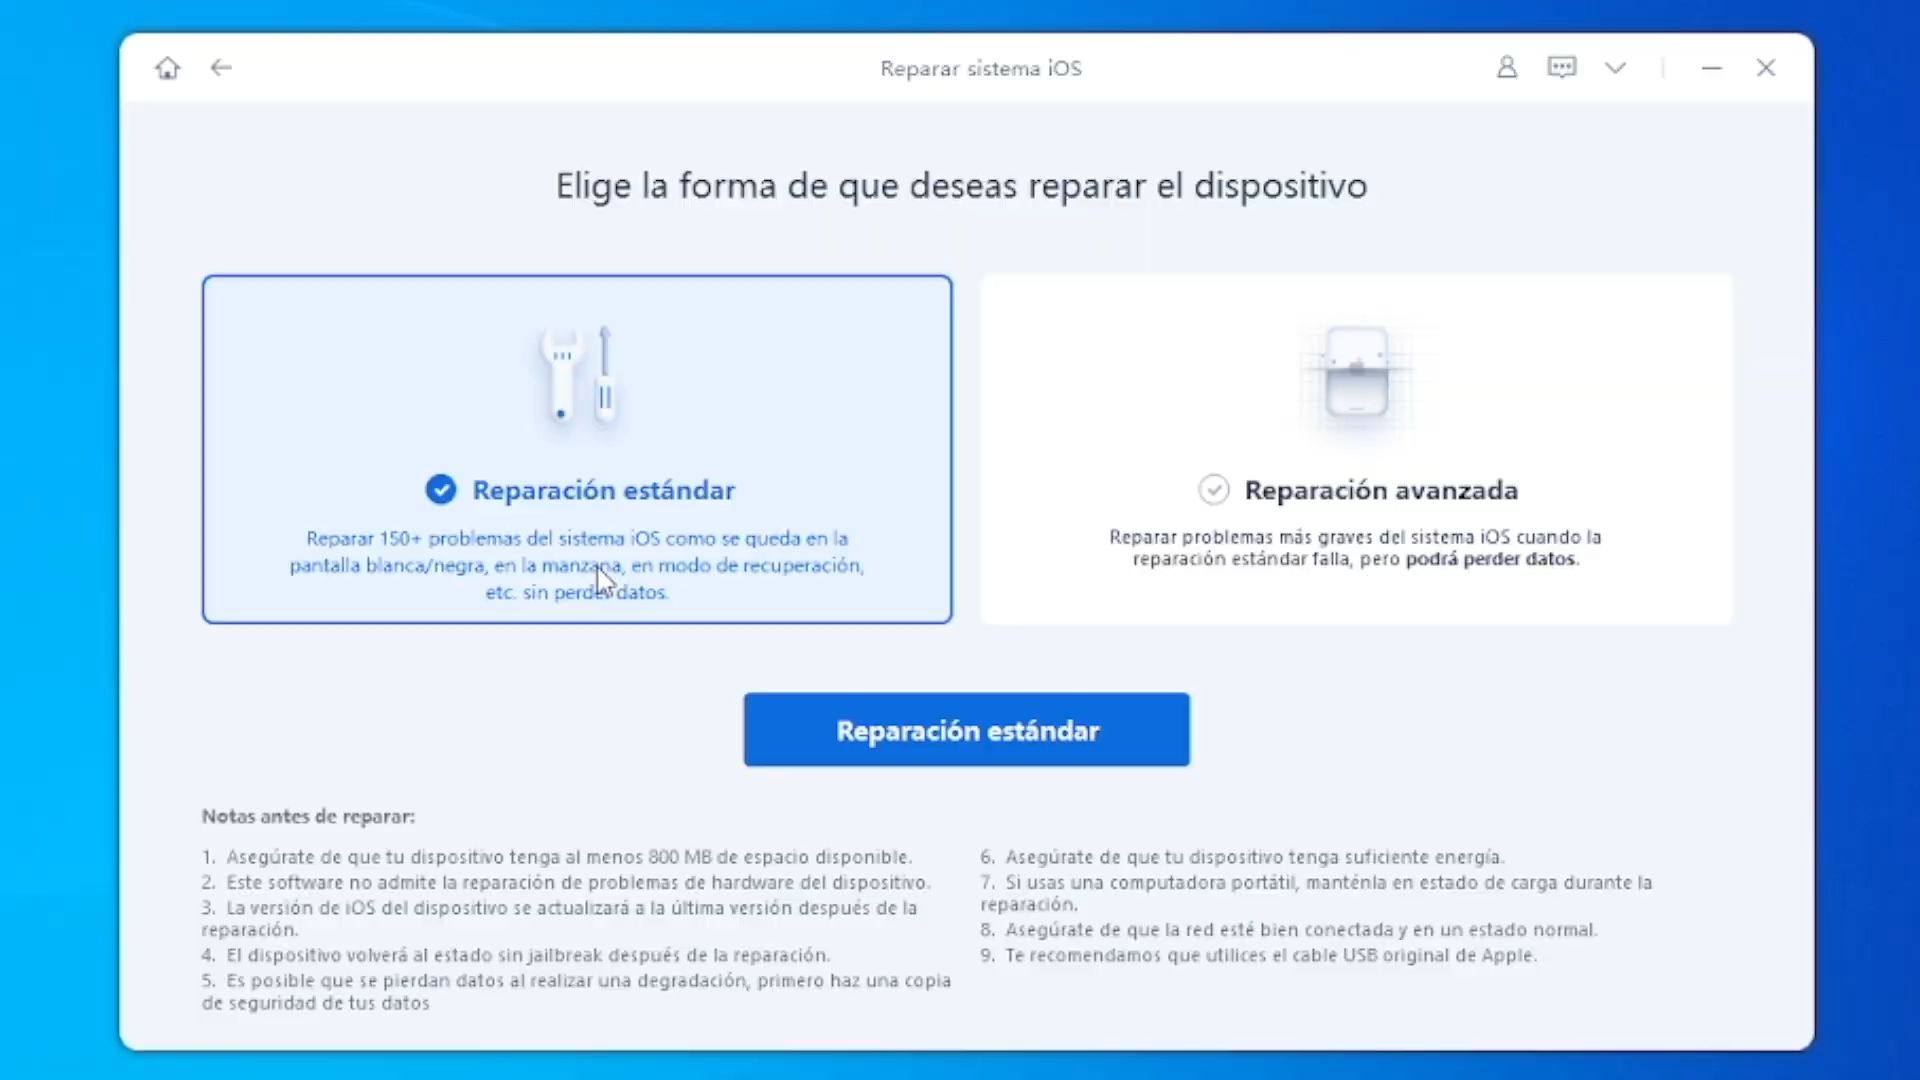 Reparar sistema iOS
Elige la forma de que deseas reparar el dispositivo
Reparación estándar
Reparar 150+ problemas del sistema iOS como se queda en la
pantalla blanca/negra, en la manzana, en modo de recuperación,
etc. sin perder datos.
Reparación avanzada
Reparar problemas más graves del sistema iOS cuando la
reparación estándar falla, pero podrá perder datos.
Reparación estándar
Notas antes de reparar:
1. Asegúrate de que tu dispositivo tenga al menos 800 MB de espacio disponible.
2. Este software no admite la reparación de problemas de hardware del dispositivo.
3. La versión de iOS del dispositivo se actualizará a la última versión después de la
reparación.
4. El dispositivo volverá al estado sin jailbreak después de la reparación.
5. Es posible que se pierdan datos al realizar una degradación, primero haz una copia
de seguridad de tus datos
6. Asegúrate de que tu dispositivo tenga suficiente energía.
7. Si usas una computadora portátil, manténla en estado de carga durante la
reparación.
8. Asegúrate de que la red esté bien conectada y en un estado normal.
9. Te recomendamos que utilices el cable USB original de Apple.